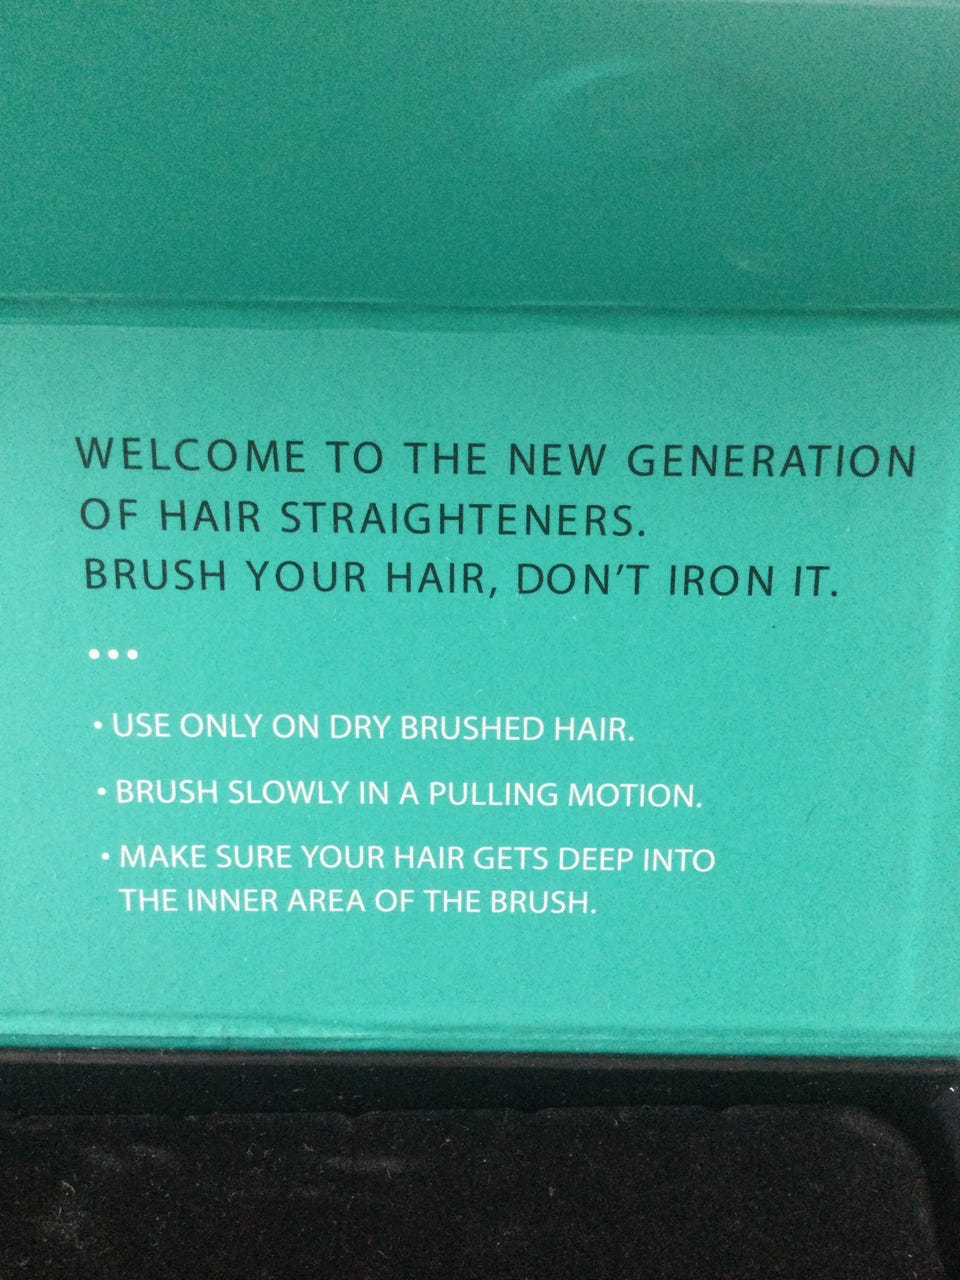 WELCOME TO THE NEW GENERATION
OF HAIR STRAIGHTENERS.
BRUSH YOUR HAIR, DON'T IRON IT.
•••
• USE ONLY ON DRY BRUSHED HAIR.
• BRUSH SLOWLY IN A PULLING MOTION.
• MAKE SURE YOUR HAIR GETS DEEP INTO
THE INNER AREA OF THE BRUSH.